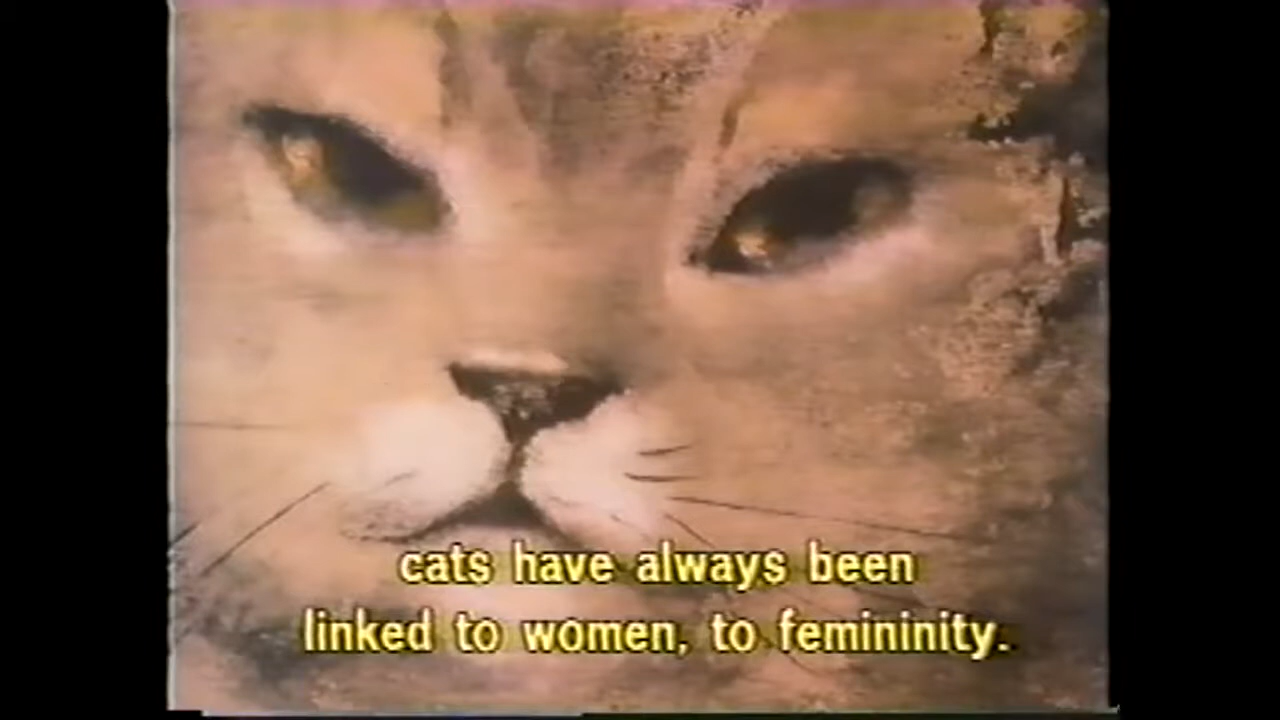 cats have always been
linked to women, to femininity.